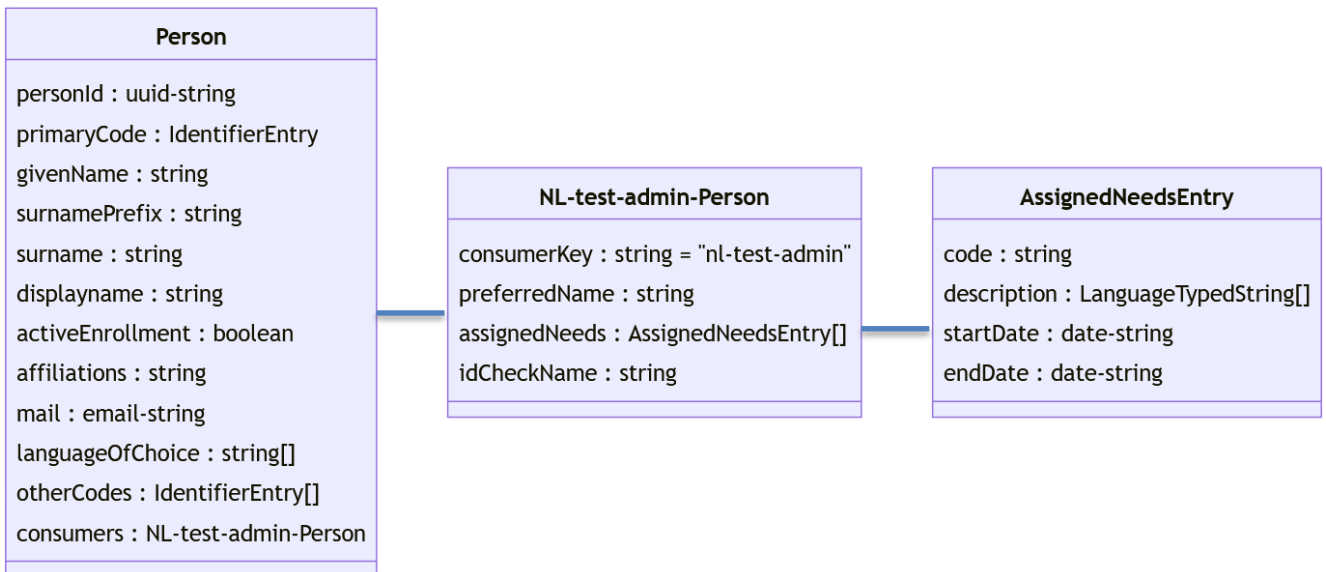 Person
personId : uuid-string
primaryCode : IdentifierEntry
givenName : string
surnamePrefix : string
surname : string
displayname : string
activeEnrollment : boolean
affiliations : string
mail : email-string
languageOfChoice : string[]
otherCodes : IdentifierEntry[]
consumers : NL-test-admin-Person
NL-test-admin-Person
consumerKey : string = "nl-test-admin"
preferredName : string
assignedNeeds : AssignedNeedsEntry[]
idCheckName : string
AssignedNeedsEntry
code : string
description : LanguageTypedString[]
startDate : date-string
endDate : date-string